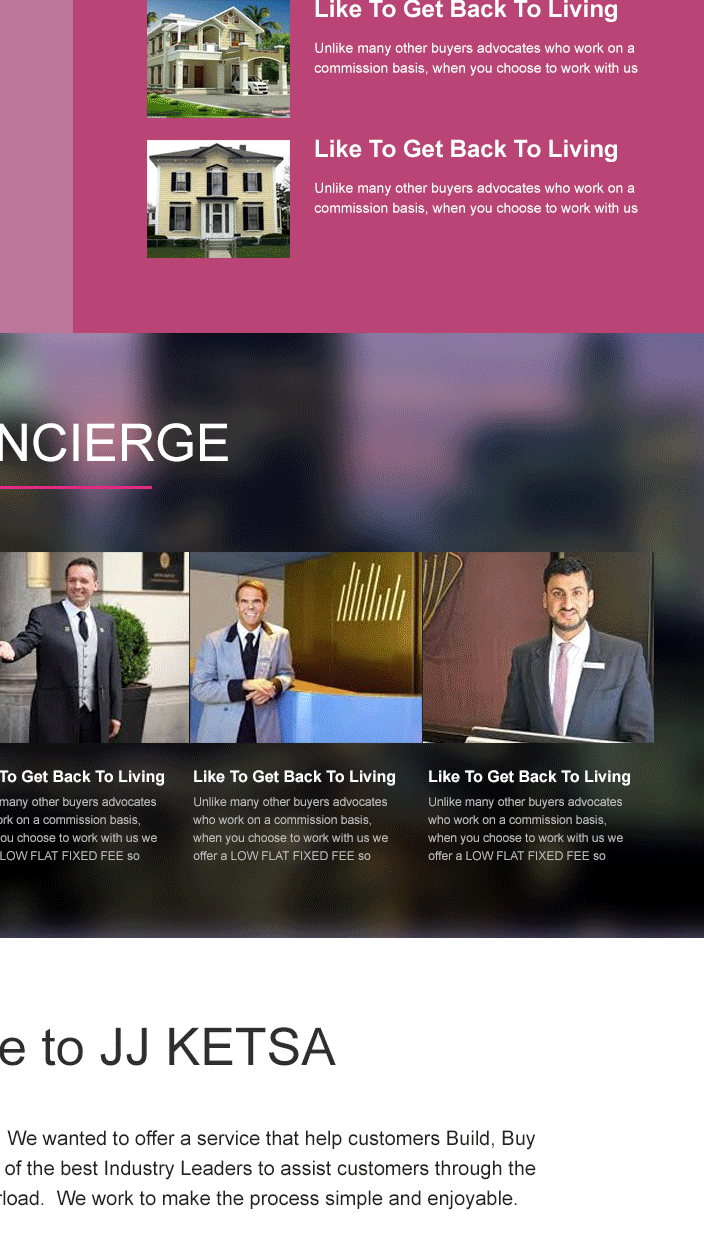 Like To Get Back To Living
Unlike many other buyers advocates who work on a
commission basis, when you choose to work with us
Like To Get Back To Living
Unlike many other buyers advocates who work on a
commission basis, when you choose to work with us
NCIERGE
To Get Back To Living
many other buyers advocates
rk on a commission basis,
ou choose to work with us we
LOW FLAT FIXED FEE so
Like To Get Back To Living
Unlike many other buyers advocates
who work on a commission basis,
when you choose to work with us we
offer a LOW FLAT FIXED FEE so
Like To Get Back To Living
Unlike many other buyers advocates
who work on a commission basis,
when you choose to work with us we
offer a LOW FLAT FIXED FEE so
e to JJ KETSA
We wanted to offer a service that help customers Build, Buy
of the best Industry Leaders to assist customers through the
rload. We work to make the process simple and enjoyable.